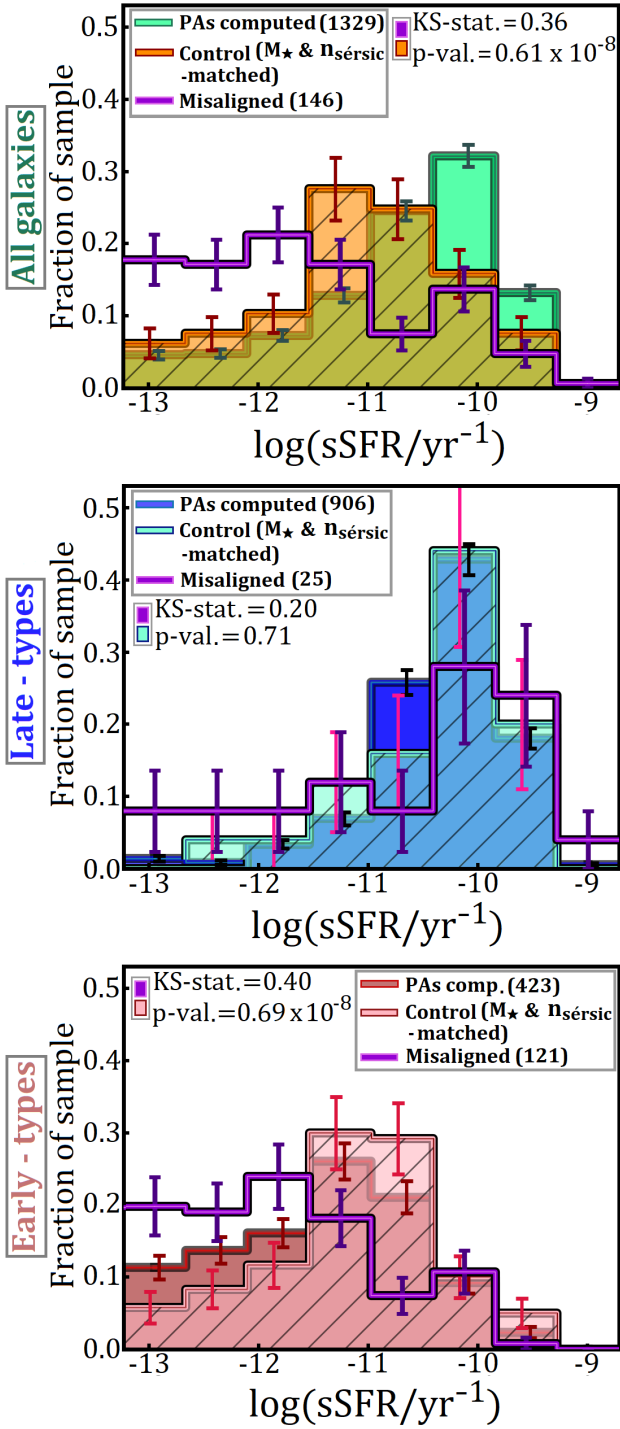 All galaxies
Fraction of sample
0.5
0.4
0.3
0.2
0.1
0.0
PAs computed (1329)
Control (M★ & nsérsic
-matched)
Misaligned (146)
KS-stat. = 0.36
p-val. = 0.61 x 10⁻⁸
-13 -12 -11 -10 -9
log(sSFR/yr⁻¹)
Late - types
Fraction of sample
0.5
0.4
0.3
0.2
0.1
0.0
PAs computed (906)
Control (M★ & nsérsic
-matched)
Misaligned (25)
KS-stat. = 0.20
p-val. = 0.71
-13 -12 -11 -10 -9
log(sSFR/yr⁻¹)
Early - types
Fraction of sample
0.5
0.4
0.3
0.2
0.1
0.0
KS-stat. = 0.40
p-val. = 0.69 x 10⁻⁸
PAs comp. (423)
Control (M★ & nsérsic
-matched)
Misaligned (121)
-13 -12 -11 -10 -9
log(sSFR/yr⁻¹)